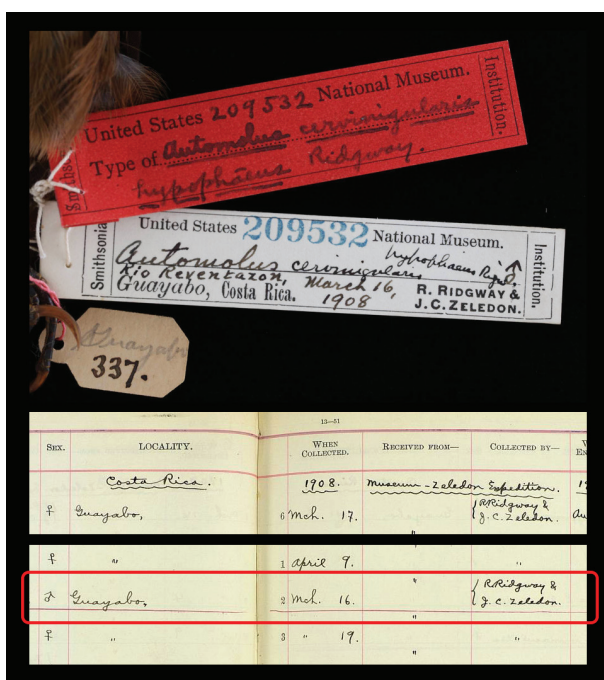 United States 209532 National Museum.
Type of Automolus cervinigularis
hypophaeus Ridgway.
Smiths
Institution.
United States 209532 National Museum.
Automolus cervinigularis hypophaeus Ridgw. ↑
Rio Reventazon, March 16,
Guayabo, Costa Rica. 1908
R. RIDGWAY &
J.C. ZELEDON.
Smithsonian
Institution.
Guayabo
337.
13—51
SEX. LOCALITY. WHEN COLLECTED. RECEIVED FROM— COLLECTED BY—
Costa Rica. 1908. Museum-Zeledon Expedition.
♀ Guayabo, 6 Mch. 17. " { R Ridgway & J. C. Zeledon.
♀ " 1 April 9. " "
♂ Guayabo, 2 Mch. 16. " { R Ridgway & J. C. Zeledon.
♀ " 3 " 19. " "